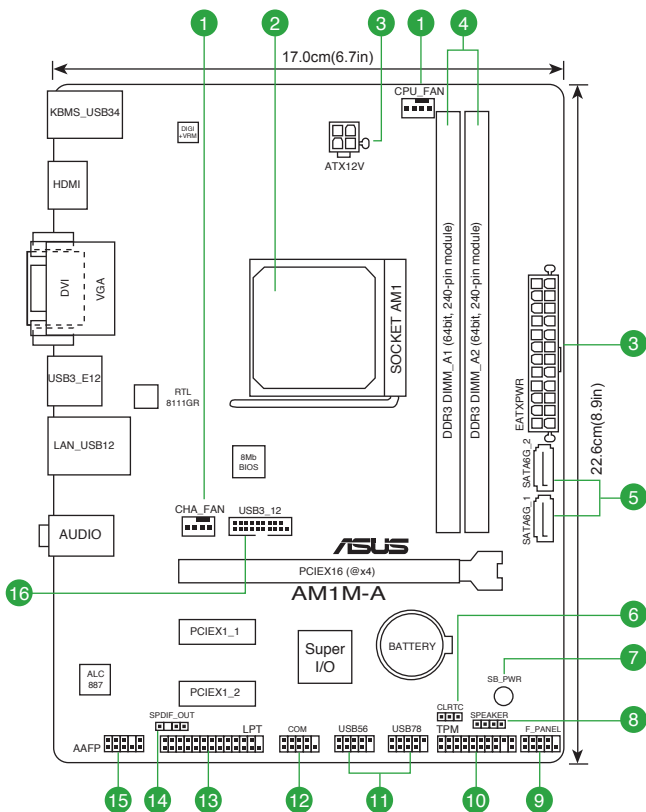 1
2
3
1
4
17.0cm(6.7in)
CPU_FAN
KBMS_USB34
DIGI
+VRM
ATX12V
HDMI
DVI
VGA
SOCKET AM1
DDR3 DIMM_A1 (64bit, 240-pin module)
DDR3 DIMM_A2 (64bit, 240-pin module)
EATXPWR
3
22.6cm(8.9in)
USB3_E12
RTL
8111GR
LAN_USB12
8Mb
BIOS
SATA6G_2
SATA6G_1
5
CHA_FAN
USB3_12
AUDIO
ASUS
16
PCIEX16 (@x4)
AM1M-A
PCIEX1_1
Super
I/O
BATTERY
6
7
ALC
887
PCIEX1_2
SB_PWR
CLRTC
SPDIF_OUT
SPEAKER
8
AAFP
LPT
COM
USB56
USB78
TPM
F_PANEL
15
14
13
12
11
10
9